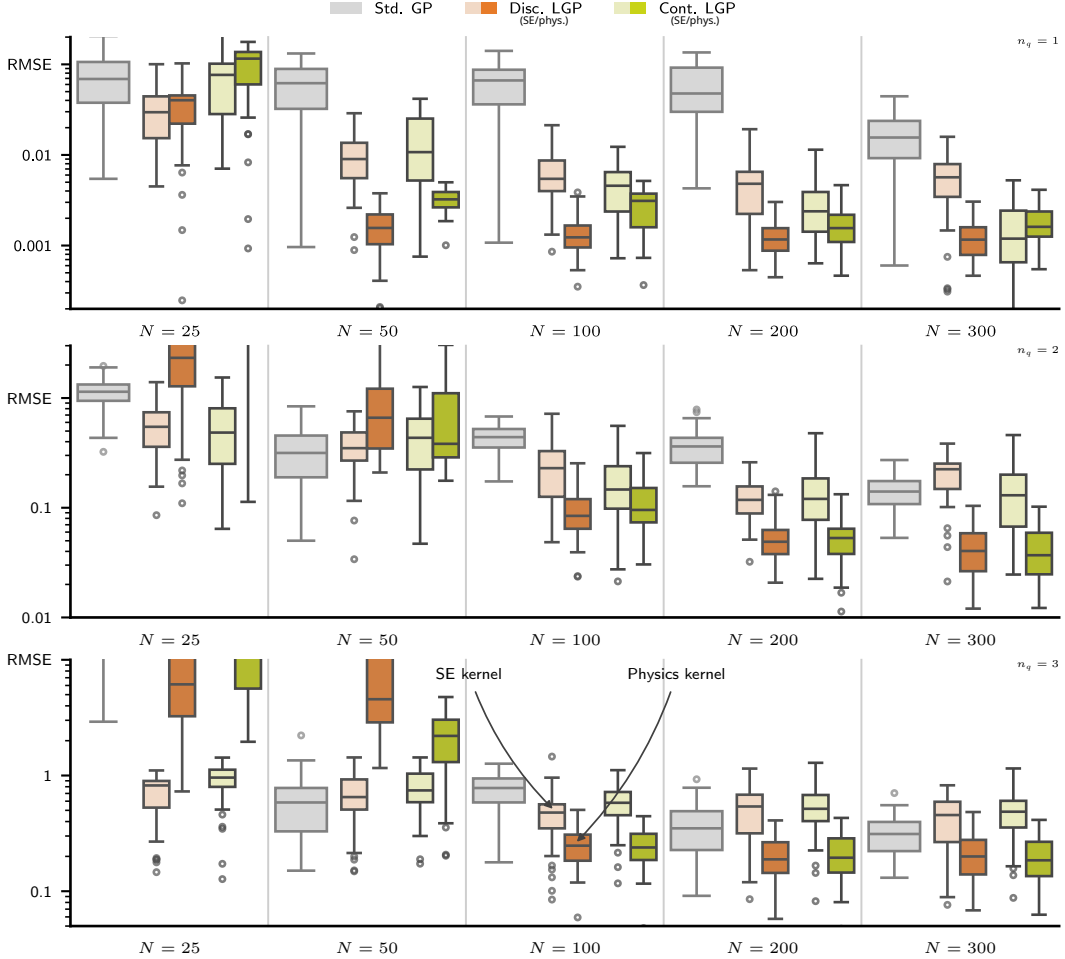 Std. GP Disc. LGP Cont. LGP
(SE/phys.) (SE/phys.)
RMSE
0.01
0.001
n_q = 1
N = 25 N = 50 N = 100 N = 200 N = 300
RMSE
0.1
0.01
n_q = 2
N = 25 N = 50 N = 100 N = 200 N = 300
RMSE
1
0.1
n_q = 3
SE kernel Physics kernel
N = 25 N = 50 N = 100 N = 200 N = 300